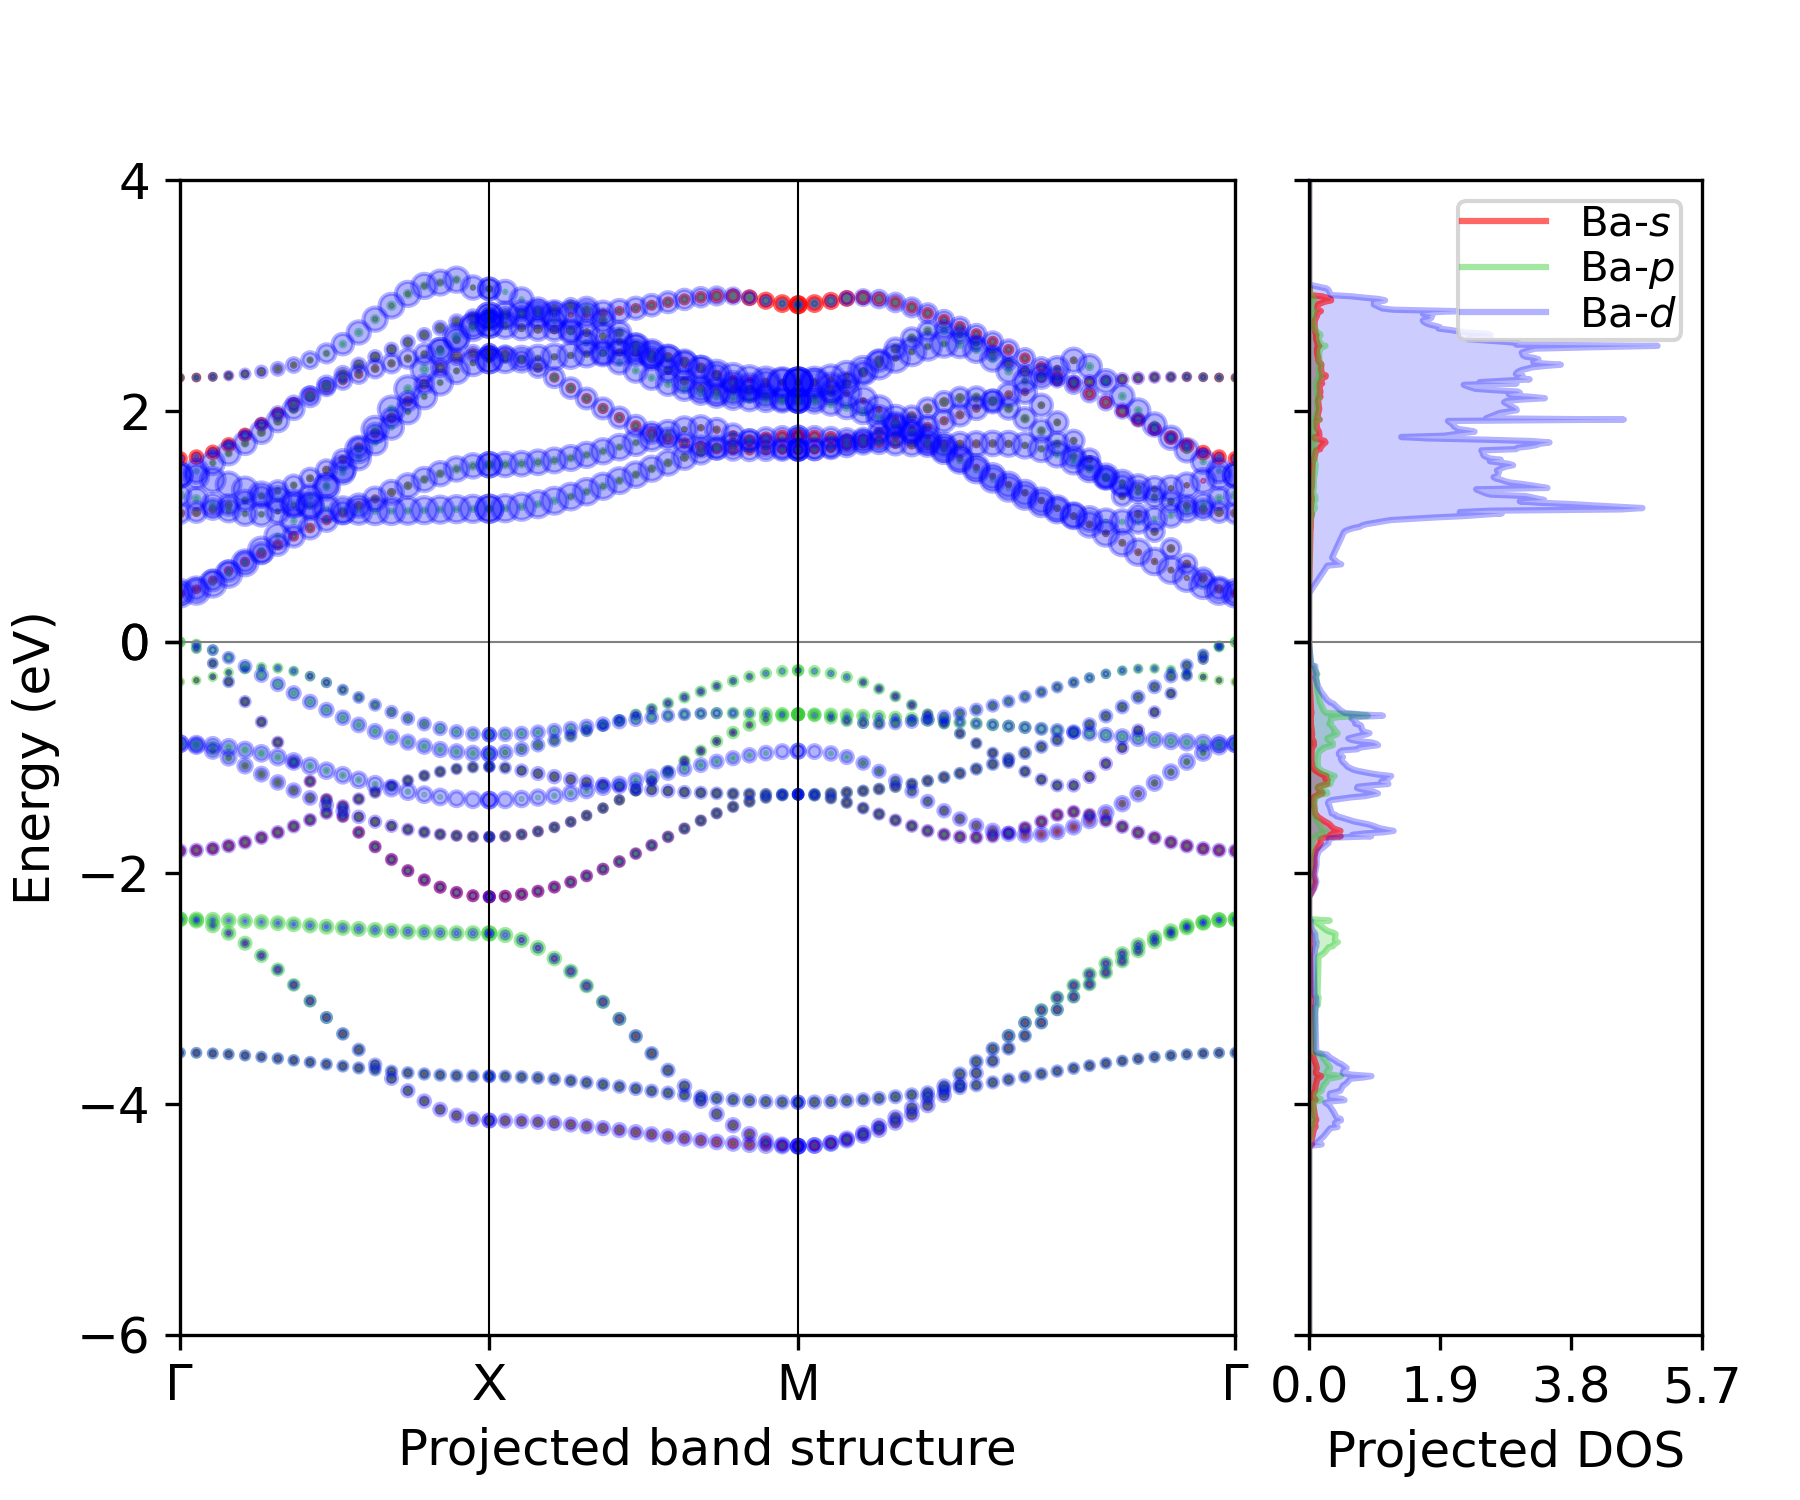 4
2
0
−2
−4
−6
Energy (eV)
Γ X M Γ
Projected band structure
Ba-s
Ba-p
Ba-d
0.0 1.9 3.8 5.7
Projected DOS